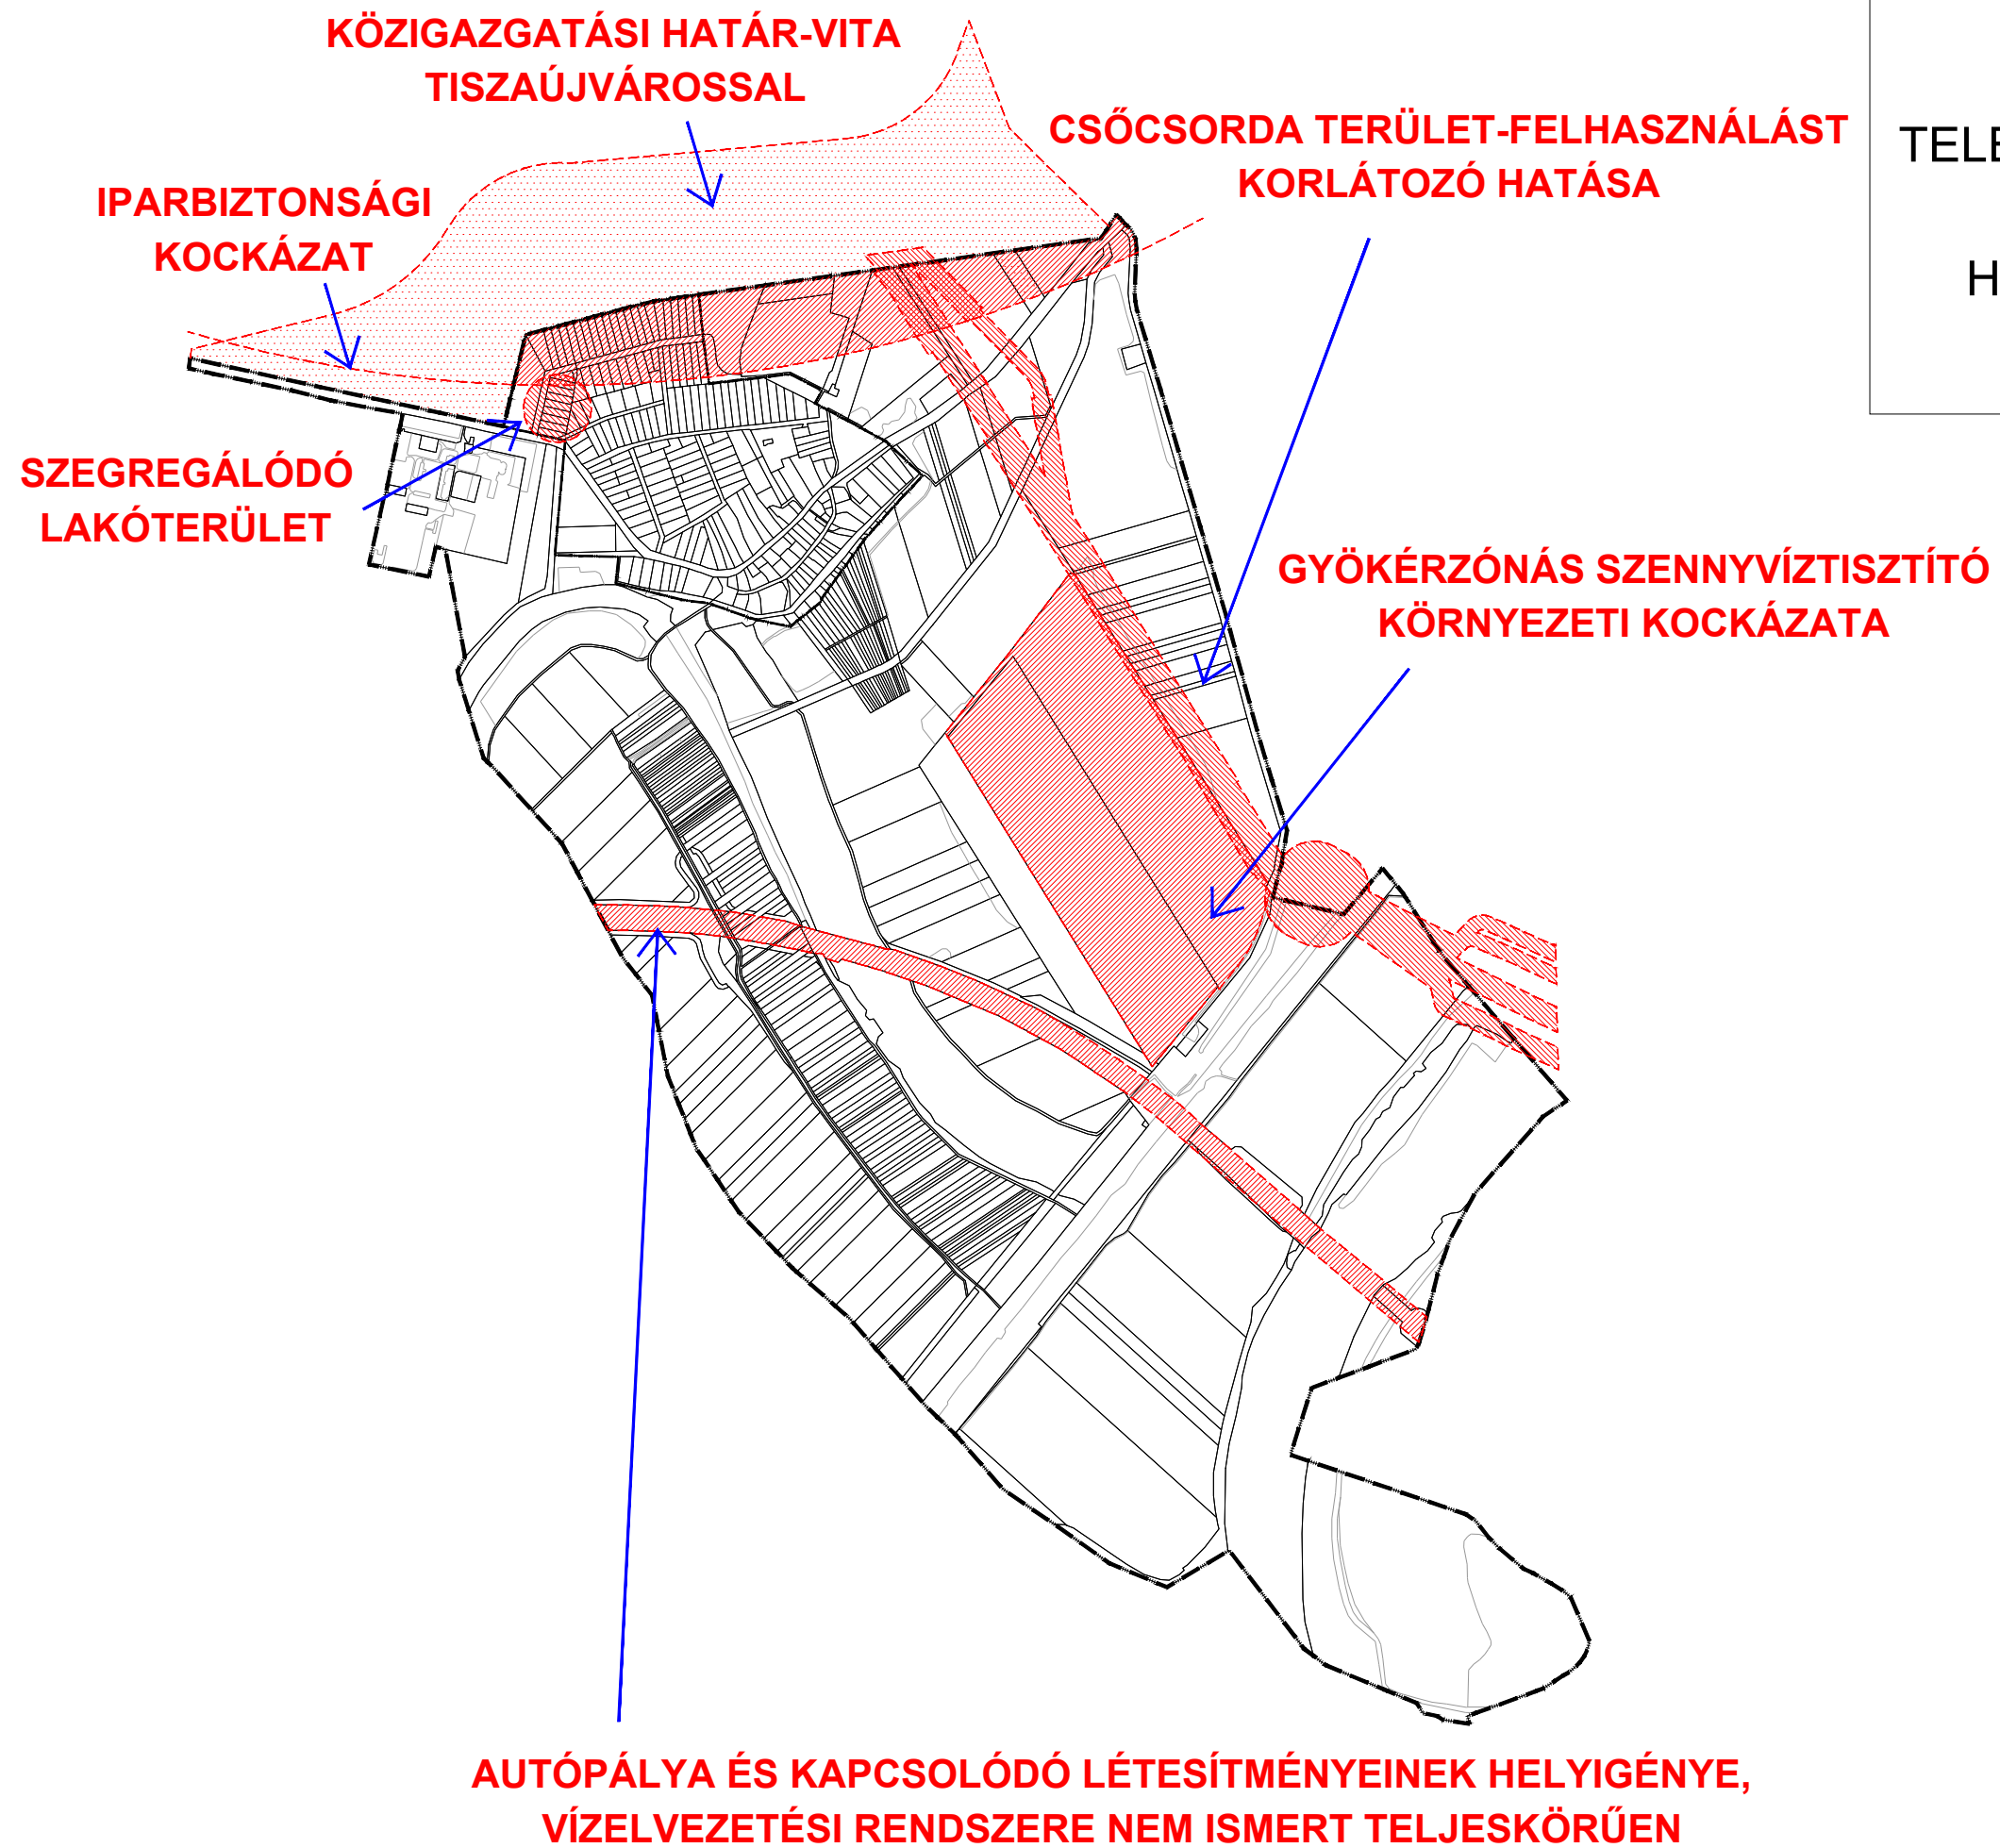 KÖZIGAZGATÁSI HATÁR-VITA
TISZAÚJVÁROSSAL
CSŐCSORDA TERÜLET-FELHASZNÁLÁST
KORLÁTOZÓ HATÁSA
IPARBIZTONSÁGI
KOCKÁZAT
SZEGREGÁLÓDÓ
LAKÓTERÜLET
GYÖKÉRZÓNÁS SZENNYVÍZTISZTÍTÓ
KÖRNYEZETI KOCKÁZATA
AUTÓPÁLYA ÉS KAPCSOLÓDÓ LÉTESÍTMÉNYEINEK HELYIGÉNYE,
VÍZELVEZETÉSI RENDSZERE NEM ISMERT TELJESKÖRŰEN